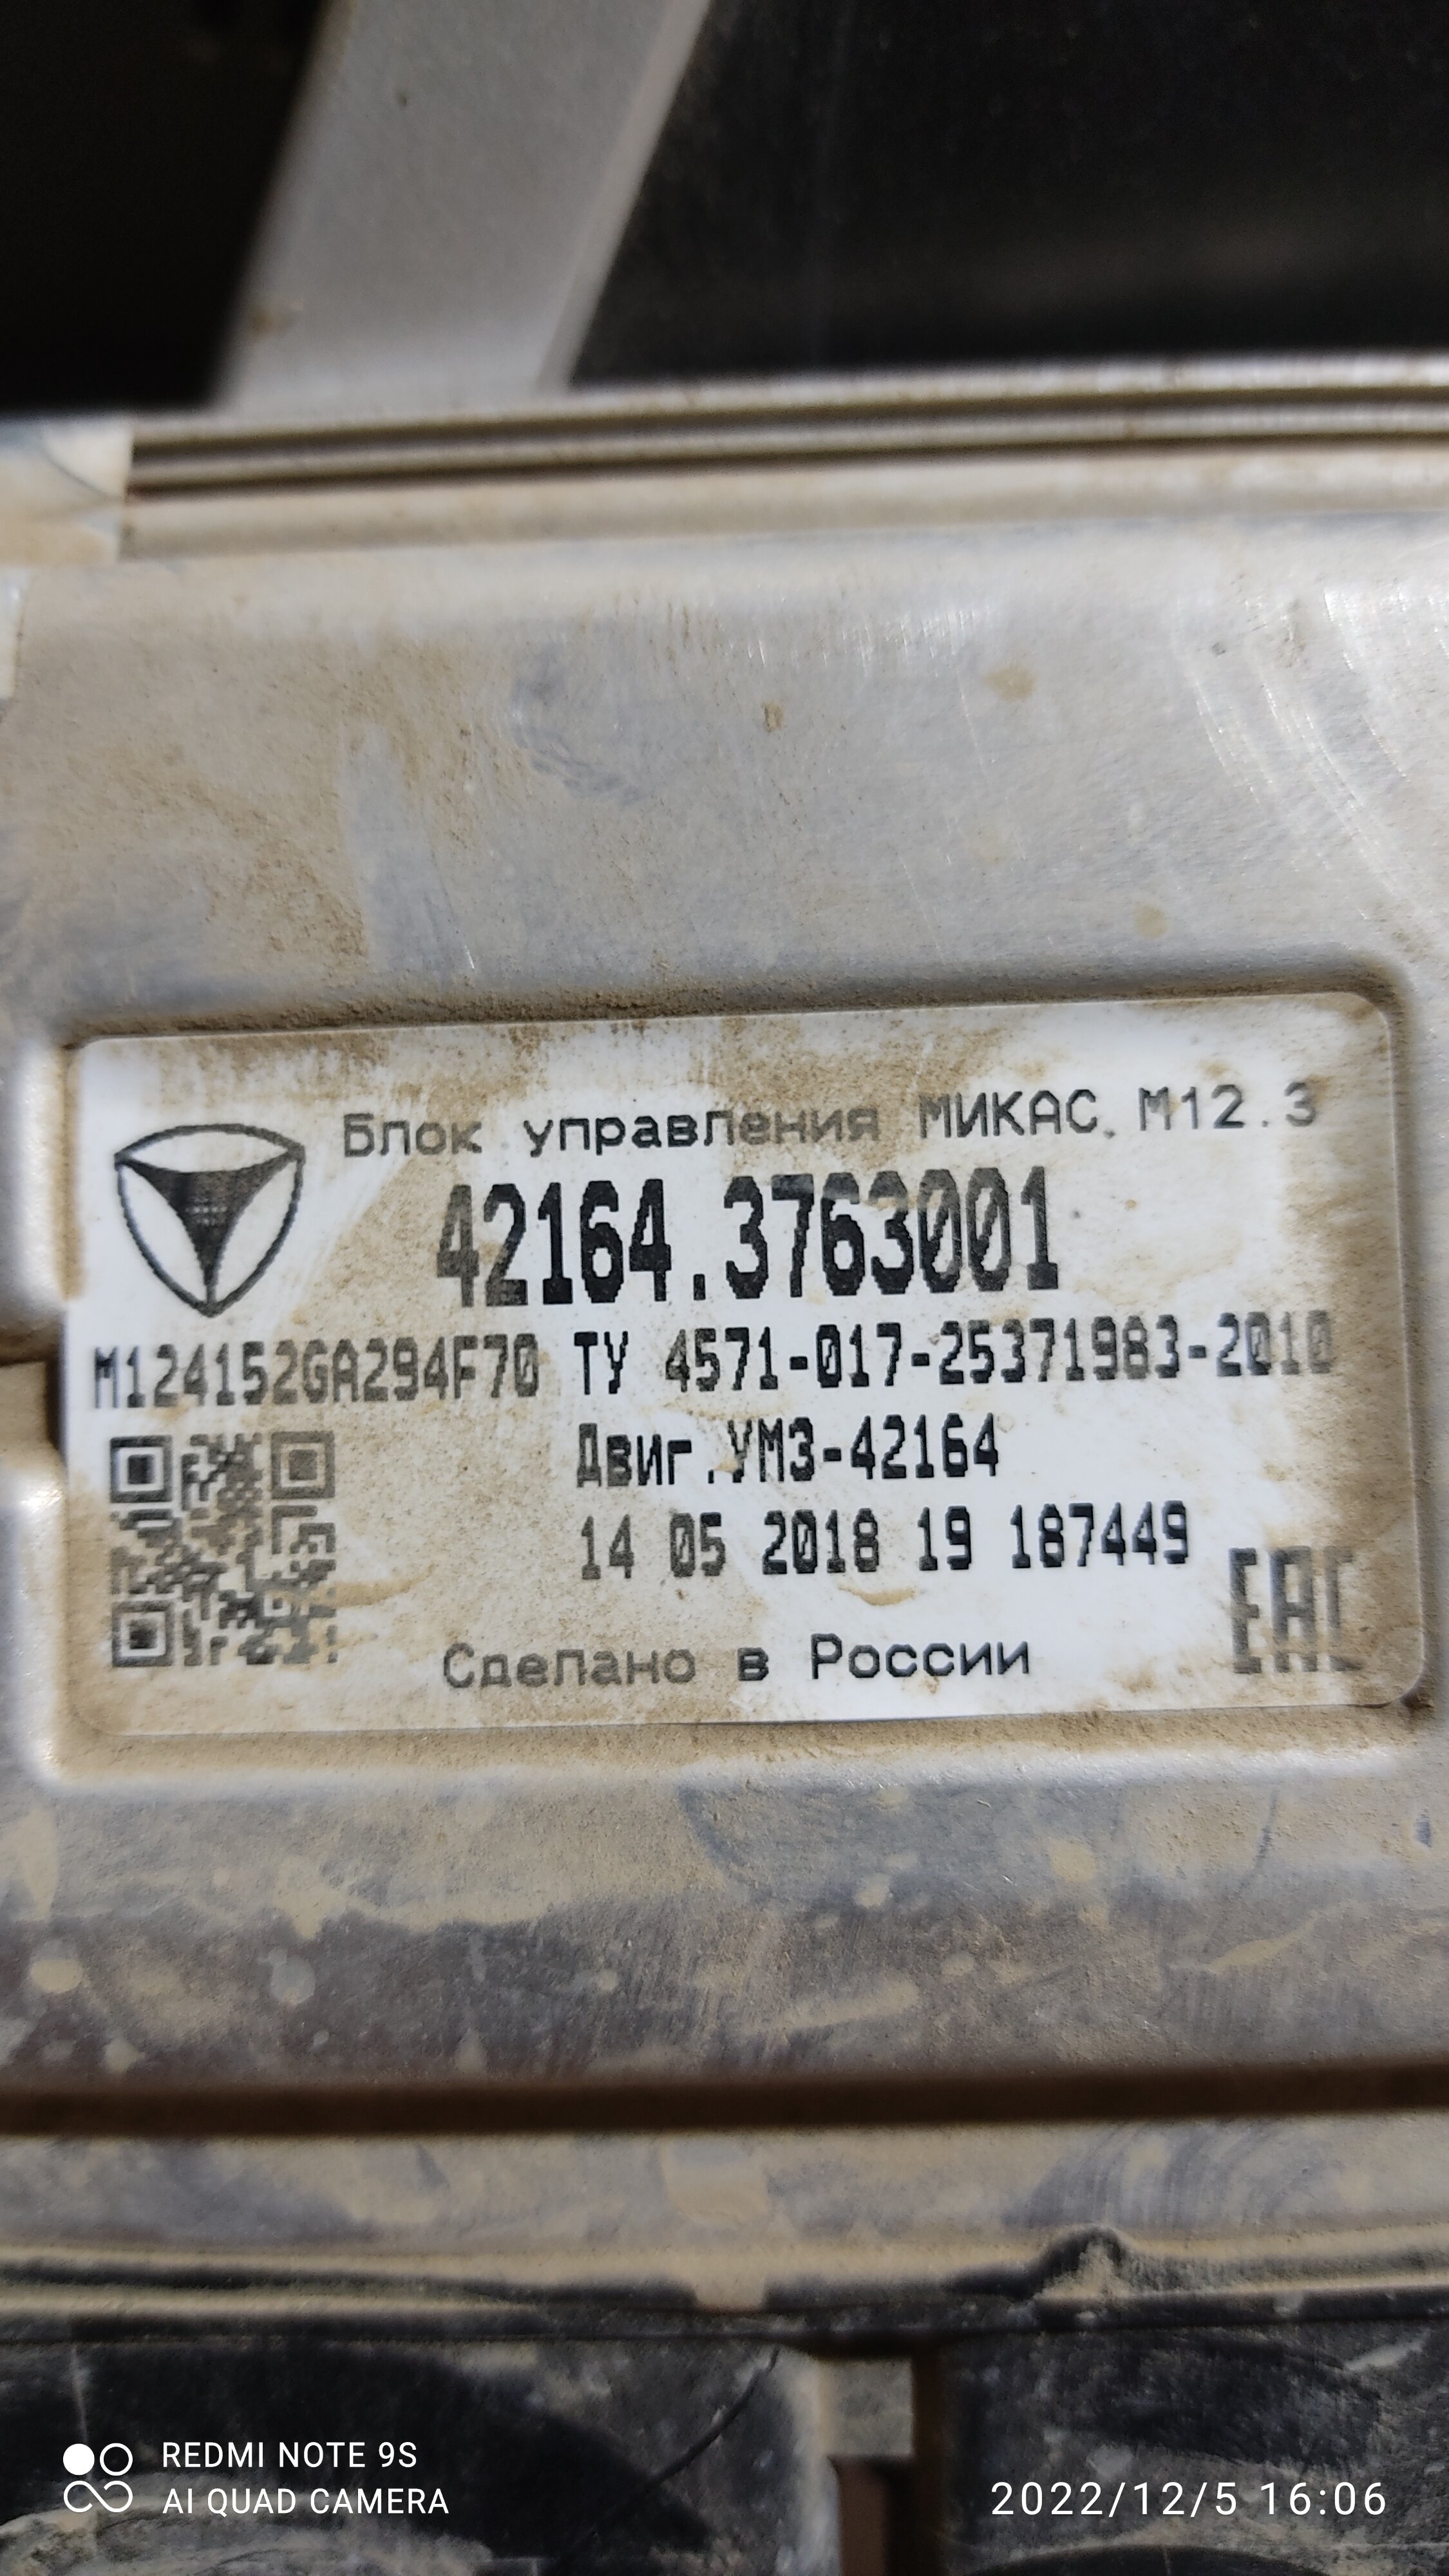 Блок управления МИКАС М12.3
42164.3763001
М124152GA294F70 ТУ 4571-017-25371983-2010
Двиг.УМЗ-42164
14 05 2018 19 187449
EAC
Сделано в России
REDMI NOTE 9S
AI QUAD CAMERA
2022/12/5 16:06